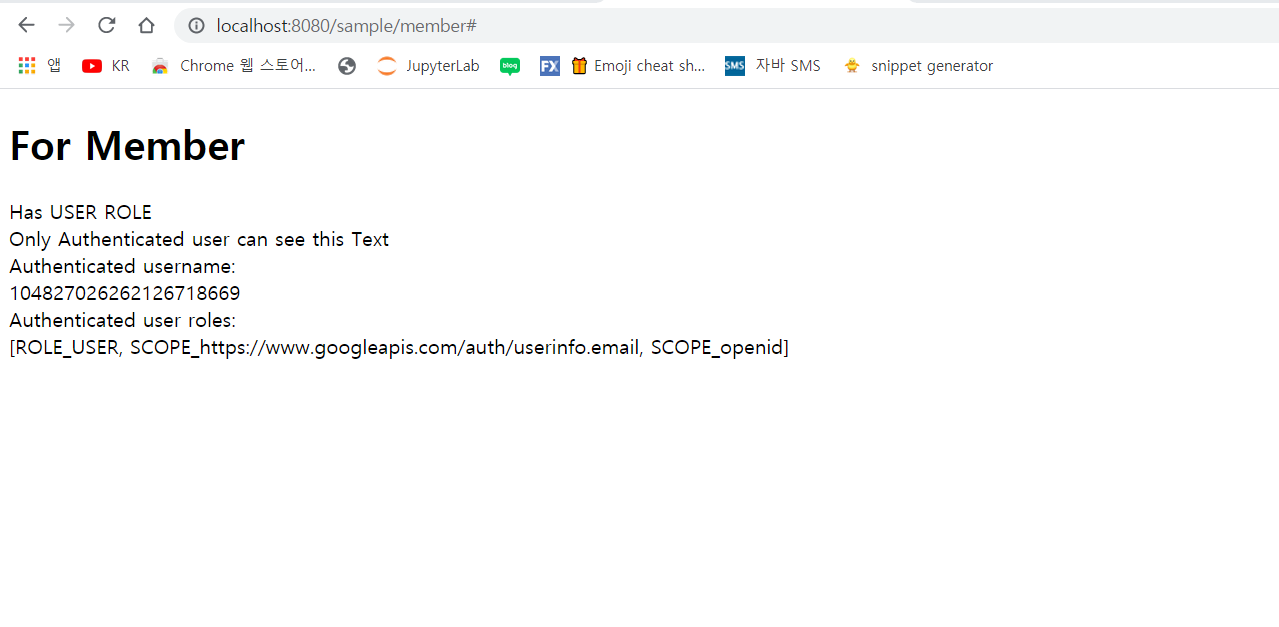 localhost:8080/sample/member#
앱 KR Chrome 웹 스토어... JupyterLab blog FX Emoji cheat sh... SMS 자바 SMS snippet generator
For Member
Has USER ROLE
Only Authenticated user can see this Text
Authenticated username:
104827026262126718669
Authenticated user roles:
[ROLE_USER, SCOPE_https://www.googleapis.com/auth/userinfo.email, SCOPE_openid]